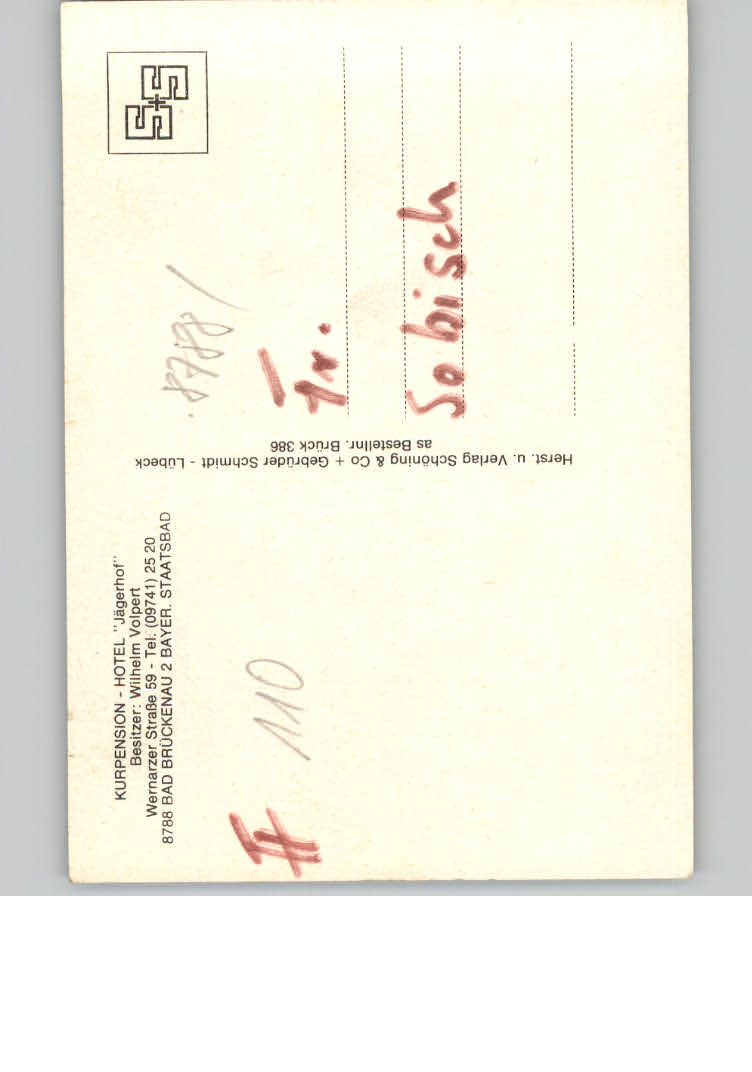 KURPENSION - HOTEL "Jägerhof"
Besitzer: Wilhelm Volpert
Wernarzer Straße 59 - Tel. (09741) 25 20
8788 BAD BRÜCKENAU 2 BAYER. STAATSBAD
110
Herst. u. Verlag Schöning & Co + Gebrüder Schmidt - Lübeck
as Bestellnr. Brück 386
S+S
8788/
Fr.
Sobisch